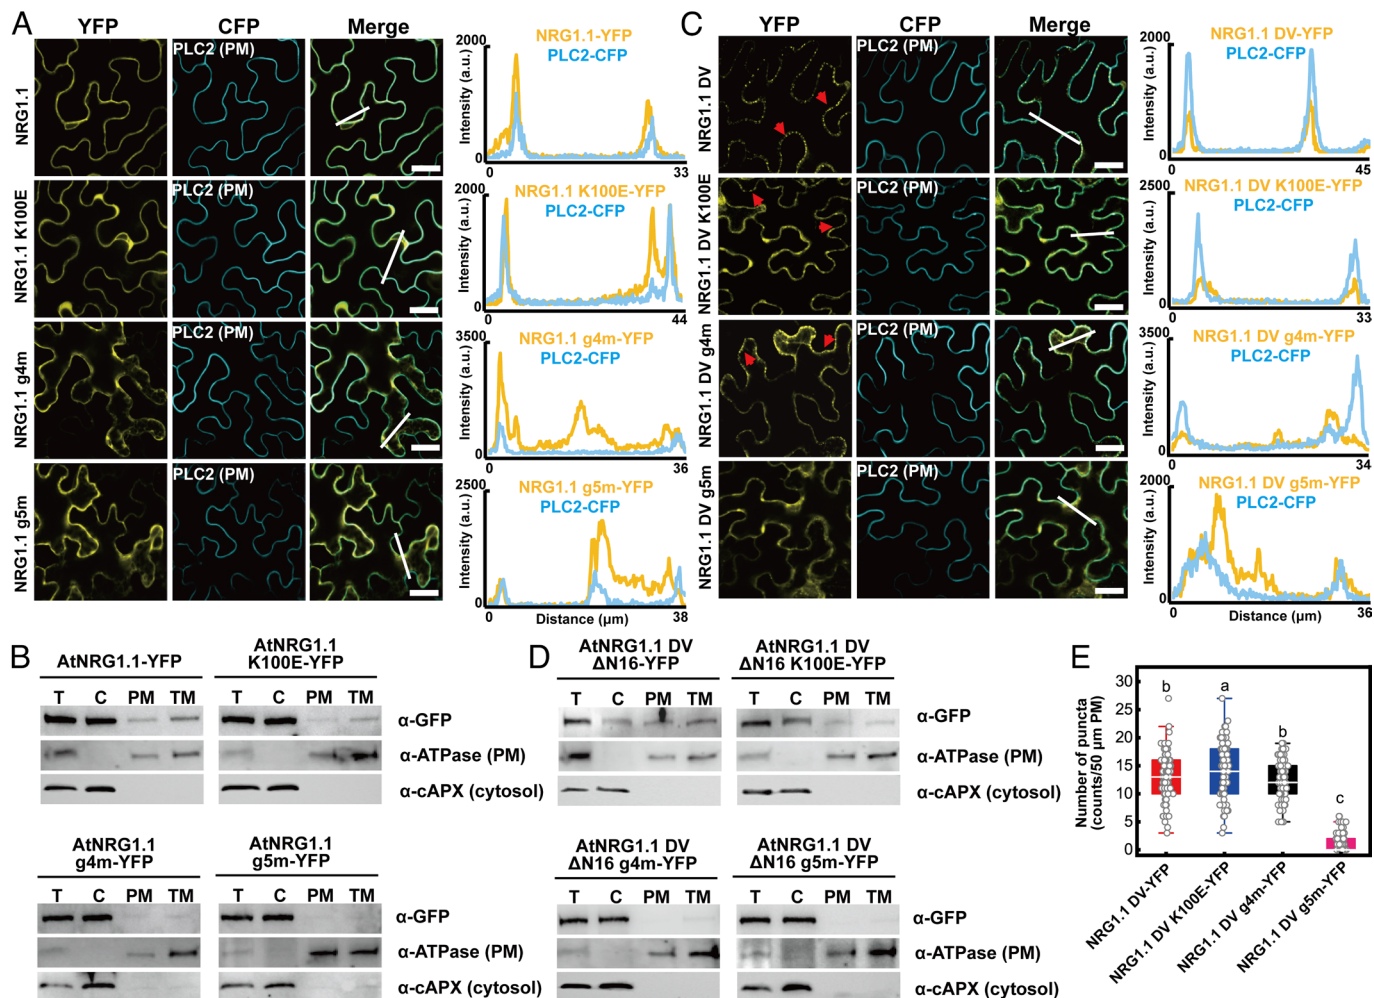 A
YFP
CFP
Merge
NRG1.1
PLC2 (PM)
Intensity (a.u.)
2000
0
NRG1.1-YFP
PLC2-CFP
0
33
NRG1.1 K100E
PLC2 (PM)
Intensity (a.u.)
2000
0
NRG1.1 K100E-YFP
PLC2-CFP
0
44
NRG1.1 g4m
PLC2 (PM)
Intensity (a.u.)
3500
0
NRG1.1 g4m-YFP
PLC2-CFP
0
36
NRG1.1 g5m
PLC2 (PM)
Intensity (a.u.)
2500
0
NRG1.1 g5m-YFP
PLC2-CFP
0
Distance (µm)
38
C
YFP
CFP
Merge
NRG1.1 DV
PLC2 (PM)
Intensity (a.u.)
2000
0
NRG1.1 DV-YFP
PLC2-CFP
0
45
NRG1.1 DV K100E
PLC2 (PM)
Intensity (a.u.)
2500
0
NRG1.1 DV K100E-YFP
PLC2-CFP
0
33
NRG1.1 DV g4m
PLC2 (PM)
Intensity (a.u.)
3500
0
NRG1.1 DV g4m-YFP
PLC2-CFP
0
34
NRG1.1 DV g5m
PLC2 (PM)
Intensity (a.u.)
2000
0
NRG1.1 DV g5m-YFP
PLC2-CFP
0
Distance (µm)
36
B
AtNRG1.1-YFP
T C PM TM
AtNRG1.1
K100E-YFP
T C PM TM
α-GFP
α-ATPase (PM)
α-cAPX (cytosol)
AtNRG1.1
g4m-YFP
T C PM TM
AtNRG1.1
g5m-YFP
T C PM TM
α-GFP
α-ATPase (PM)
α-cAPX (cytosol)
D
AtNRG1.1 DV
ΔN16-YFP
T C PM TM
AtNRG1.1 DV
ΔN16 K100E-YFP
T C PM TM
α-GFP
α-ATPase (PM)
α-cAPX (cytosol)
AtNRG1.1 DV
ΔN16 g4m-YFP
T C PM TM
AtNRG1.1 DV
ΔN16 g5m-YFP
T C PM TM
α-GFP
α-ATPase (PM)
α-cAPX (cytosol)
E
Number of puncta
(counts/50 µm PM)
30
25
20
15
10
5
0
b
a
b
c
NRG1.1 DV-YFP
NRG1.1 DV K100E-YFP
NRG1.1 DV g4m-YFP
NRG1.1 DV g5m-YFP